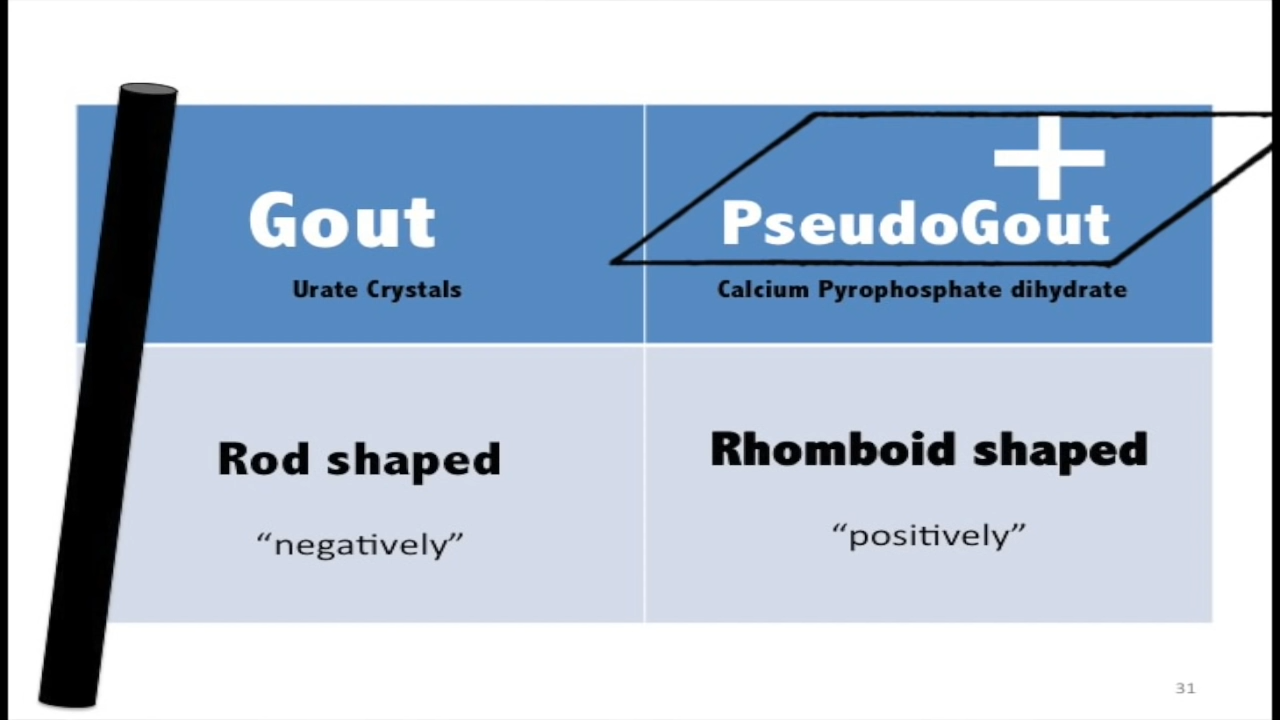 Gout
Urate Crystals
+
PseudoGout
Calcium Pyrophosphate dihydrate
Rod shaped
“negatively”
Rhomboid shaped
“positively”
31